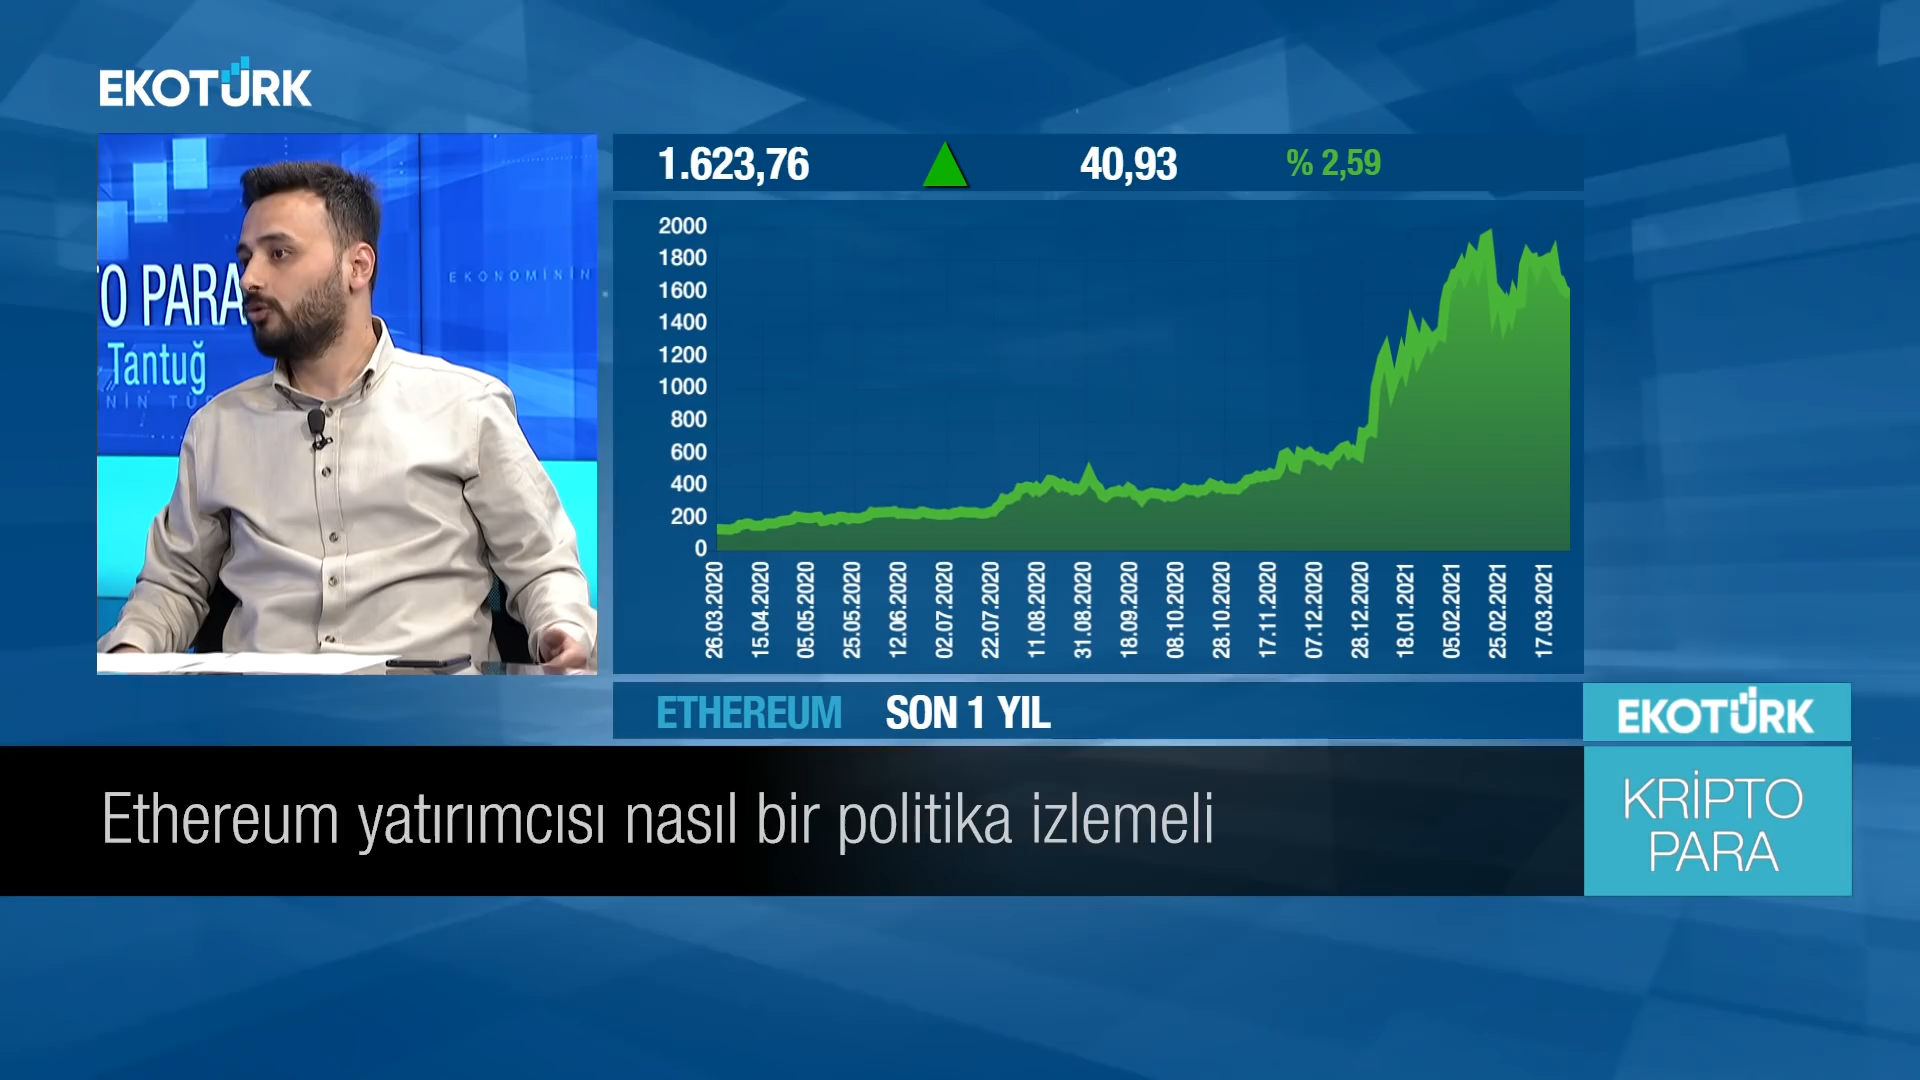 EKOTÜRK
TO PARA
Tantuğ
NİN TÜR
EKONOMİNİN
1.623,76 40,93 % 2,59
2000
1800
1600
1400
1200
1000
800
600
400
200
0
26.03.2020
15.04.2020
05.05.2020
25.05.2020
12.06.2020
02.07.2020
22.07.2020
11.08.2020
31.08.2020
18.09.2020
08.10.2020
28.10.2020
17.11.2020
07.12.2020
28.12.2020
18.01.2021
05.02.2021
25.02.2021
17.03.2021
ETHEREUM SON 1 YIL
EKOTÜRK
Ethereum yatırımcısı nasıl bir politika izlemeli
KRİPTO
PARA